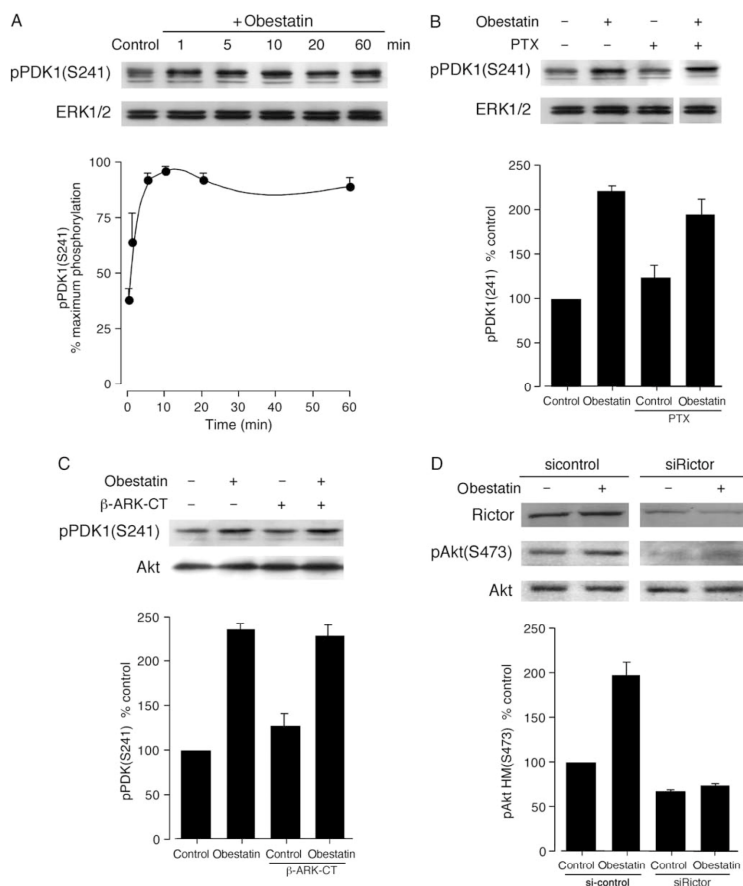 A
+Obestatin
Control 1 5 10 20 60 min
pPDK1(S241)
ERK1/2
pPDK1(S241)
% maximum phosphorylation
100
75
50
25
0
0 10 20 30 40 50 60
Time (min)
B
Obestatin – + – +
PTX – – + +
pPDK1(S241)
ERK1/2
pPDK1(241) % control
250
200
150
100
50
0
Control Obestatin Control Obestatin
PTX
C
Obestatin – + – +
β-ARK-CT – – + +
pPDK1(S241)
Akt
pPDK(S241) % control
250
200
150
100
50
0
Control Obestatin Control Obestatin
β-ARK-CT
D
sicontrol siRictor
Obestatin – + – +
Rictor
pAkt(S473)
Akt
pAkt HM(S473) % control
250
200
150
100
50
0
Control Obestatin Control Obestatin
si-control siRictor